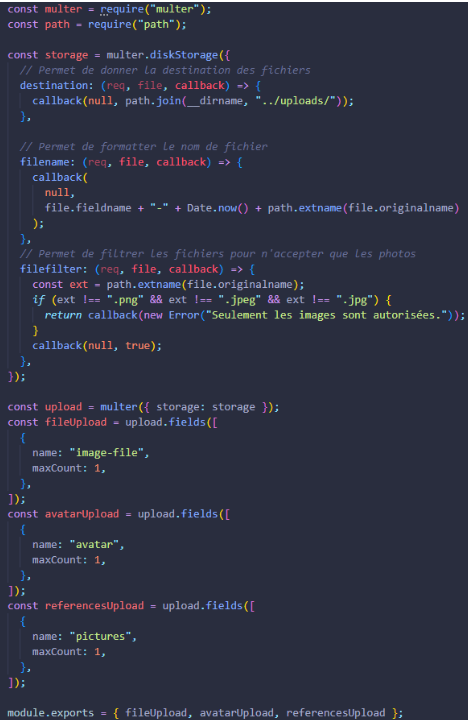 const multer = require("multer");
const path = require("path");

const storage = multer.diskStorage({
  // Permet de donner la destination des fichiers
  destination: (req, file, callback) => {
    callback(null, path.join(__dirname, "../uploads/"));
  },

  // Permet de formatter le nom de fichier
  filename: (req, file, callback) => {
    callback(
      null,
      file.fieldname + "-" + Date.now() + path.extname(file.originalname)
    );
  },
  // Permet de filtrer les fichiers pour n'accepter que les photos
  filefilter: (req, file, callback) => {
    const ext = path.extname(file.originalname);
    if (ext !== ".png" && ext !== ".jpeg" && ext !== ".jpg") {
      return callback(new Error("Seulement les images sont autorisées."));
    }
    callback(null, true);
  },
});

const upload = multer({ storage: storage });
const fileUpload = upload.fields([
  {
    name: "image-file",
    maxCount: 1,
  },
]);
const avatarUpload = upload.fields([
  {
    name: "avatar",
    maxCount: 1,
  },
]);
const referencesUpload = upload.fields([
  {
    name: "pictures",
    maxCount: 1,
  },
]);

module.exports = { fileUpload, avatarUpload, referencesUpload };